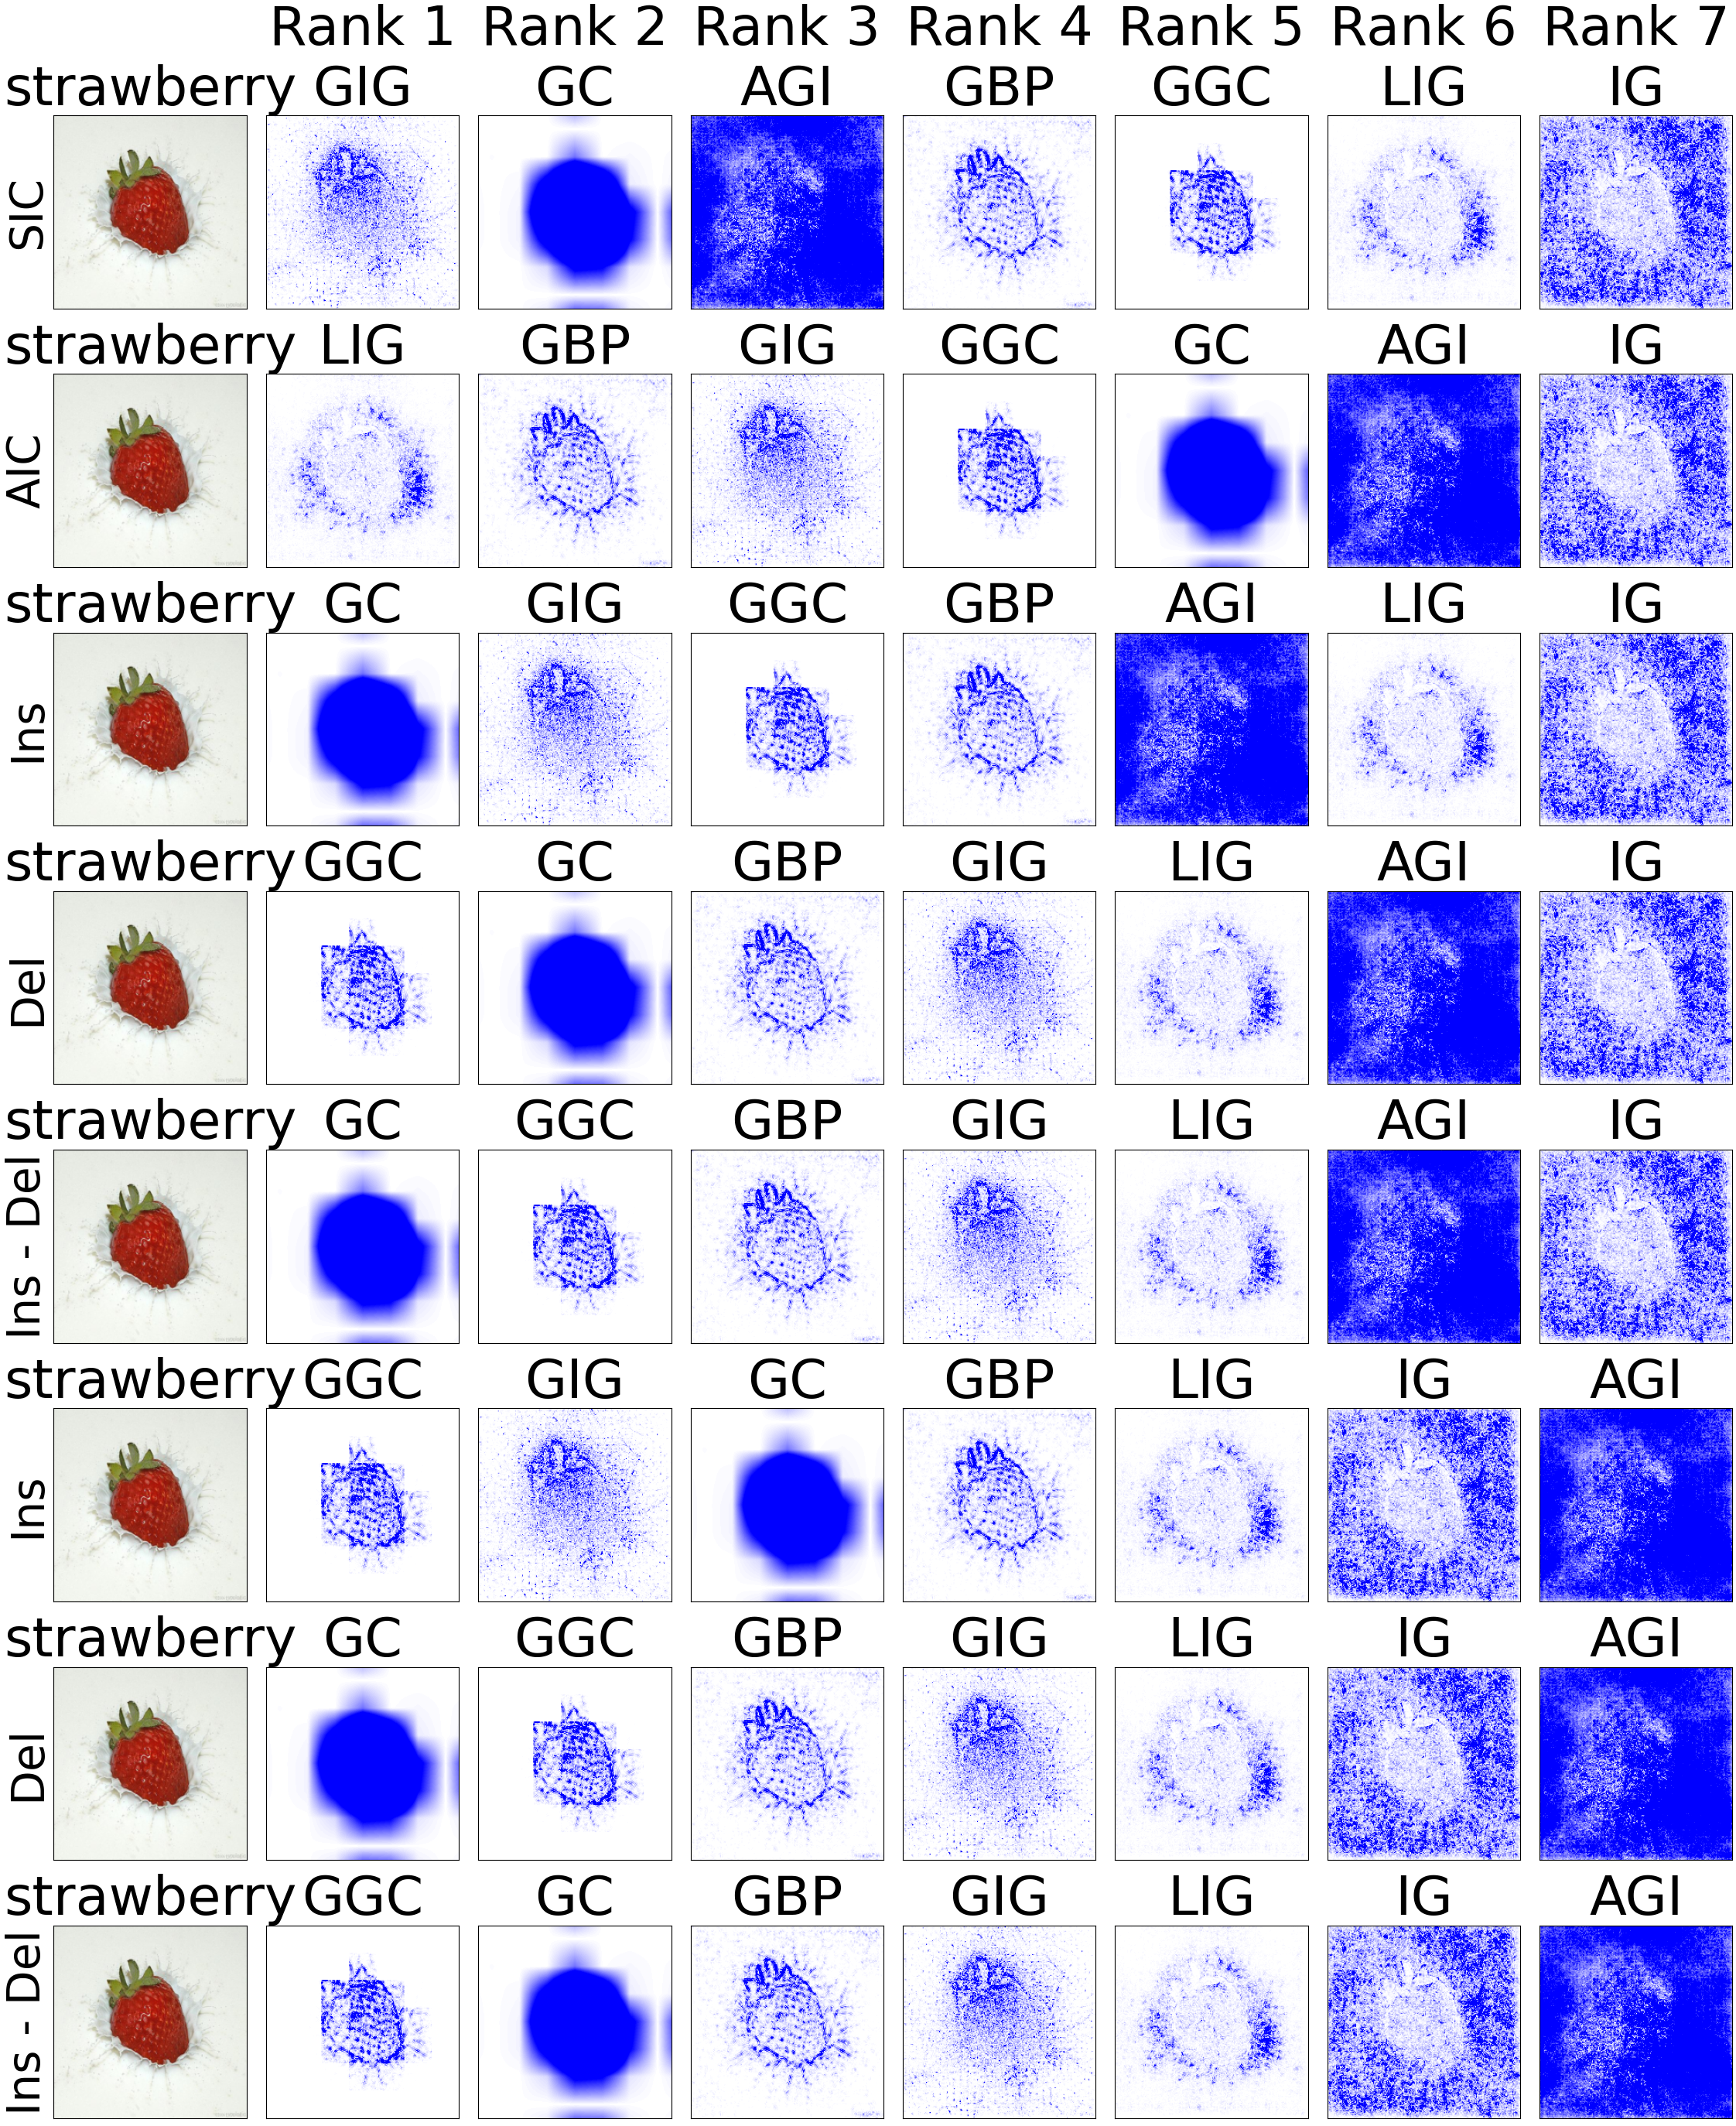 Rank 1 Rank 2 Rank 3 Rank 4 Rank 5 Rank 6 Rank 7
strawberry GIG GC AGI GBP GGC LIG IG
SIC
strawberry LIG GBP GIG GGC GC AGI IG
AIC
strawberry GC GIG GGC GBP AGI LIG IG
Ins
strawberry GGC GC GBP GIG LIG AGI IG
Del
strawberry GC GGC GBP GIG LIG AGI IG
Ins - Del
strawberry GGC GIG GC GBP LIG IG AGI
Ins
strawberry GC GGC GBP GIG LIG IG AGI
Del
strawberry GGC GC GBP GIG LIG IG AGI
Ins - Del